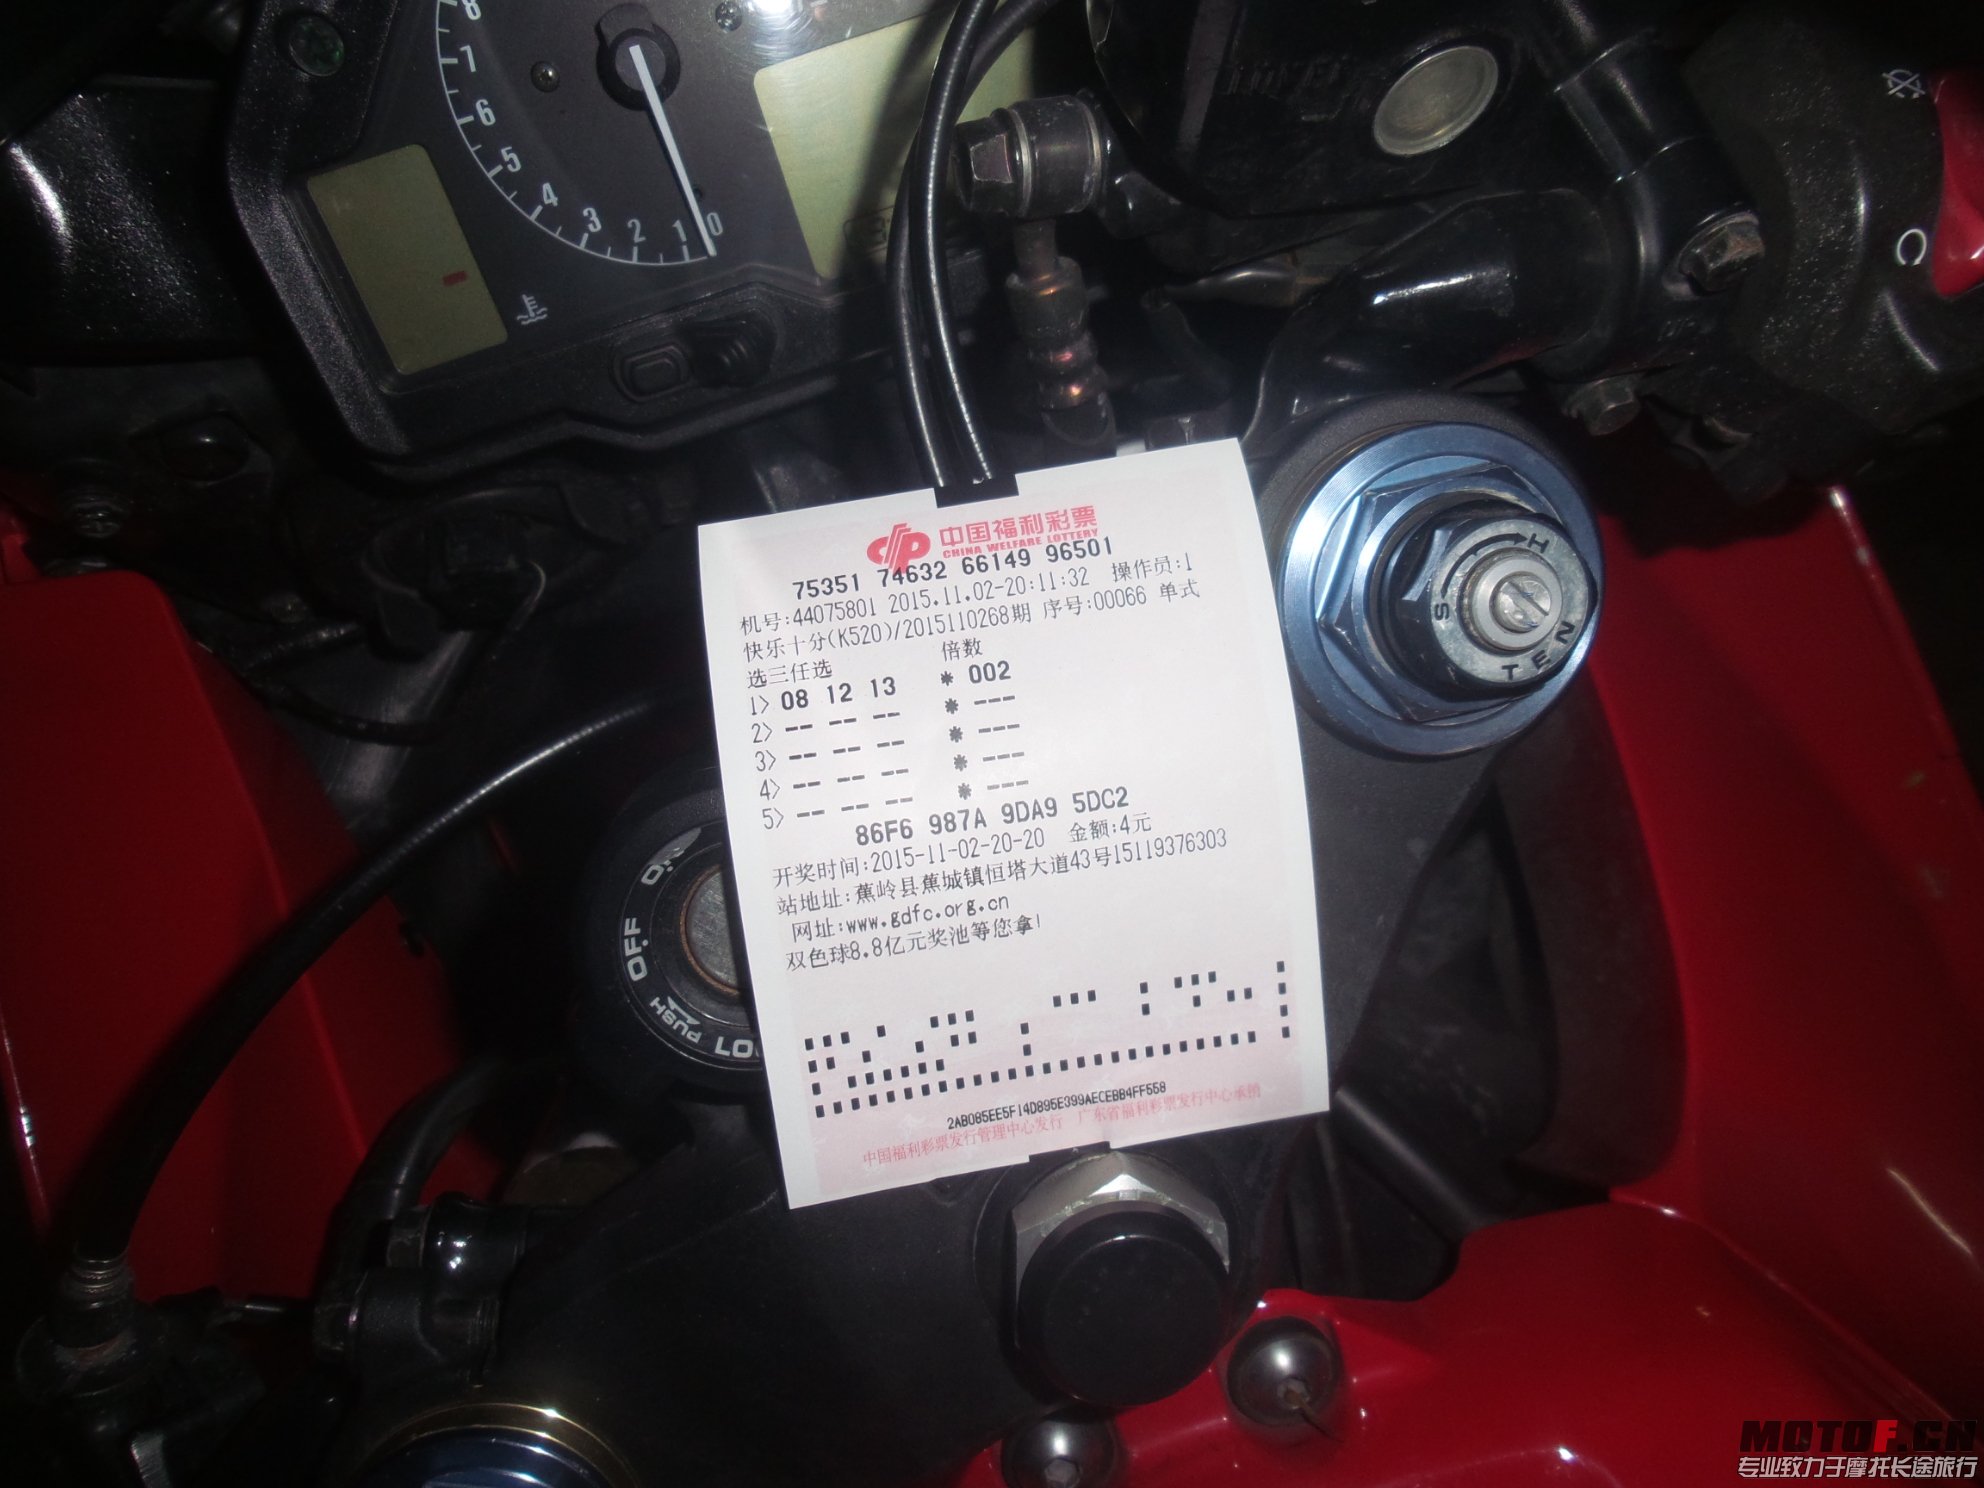 8
7
6
5
4
3
2
1
0
中国福利彩票
CHINA WELFARE LOTTERY
75351 74632 66149 96501
机号:44075801 2015.11.02-20:11:32 操作员:1
快乐十分(K520)/2015110268期 序号:00066 单式
选三任选 倍数
1> 08 12 13 * 002
2> -- -- -- * ---
3> -- -- -- * ---
4> -- -- -- * ---
5> -- -- -- * ---
86F6 987A 9DA9 5DC2
开奖时间:2015-11-02-20-20 金额:4元
站地址:蕉岭县蕉城镇恒塔大道43号15119376303
网址:www.gdfc.org.cn
双色球8.8亿元奖池等您拿!
2AB085EE5F14D895E399AECEBB4FF558
中国福利彩票发行管理中心发行 广东省福利彩票发行中心承销
ON
OFF
PUSH
S
H
TEN
MOTOF.CN
专业致力于摩托长途旅行